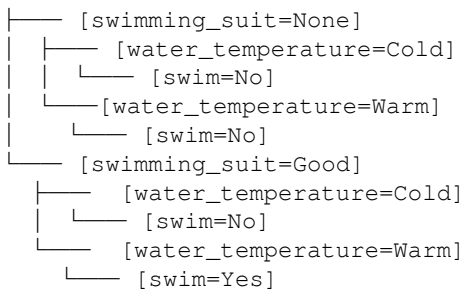 [swimming_suit=None]
[water_temperature=Cold]
[swim=No]
[water_temperature=Warm]
[swim=No]
[swimming_suit=Good]
[water_temperature=Cold]
[swim=No]
[water_temperature=Warm]
[swim=Yes]